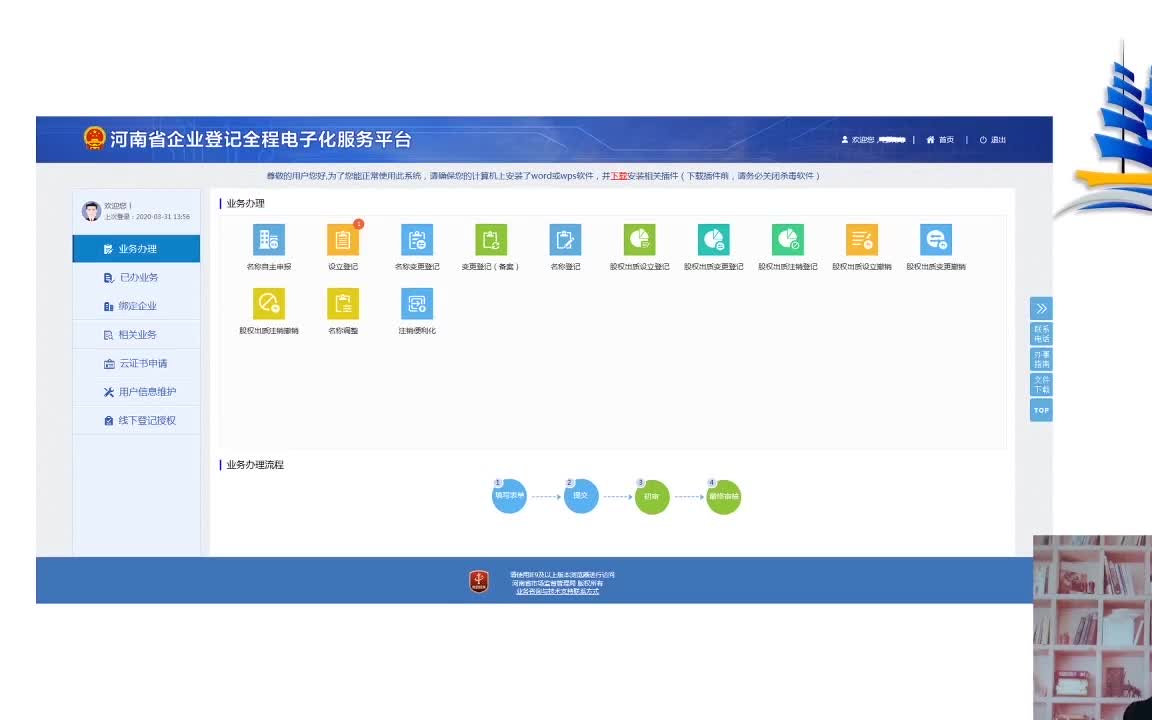 河南省企业登记全程电子化服务平台
欢迎您 | 首页 | 退出
尊敬的用户您好,为了您能正常使用此系统，请确保您的计算机上安装了word或wps软件，并下载安装相关插件（下载插件前，请务必关闭杀毒软件）
欢迎您！
上次登录：2020-03-31 13:56
业务办理
已办业务
绑定企业
相关业务
云证书申请
用户信息维护
线下登记授权
业务办理
1
名称自主申报 设立登记 名称变更登记 变更登记（备案） 名称登记 股权出质设立登记 股权出质变更登记 股权出质注销登记 股权出质设立撤销 股权出质变更撤销
股权出质注销撤销 名称调整 注销便利化
联系
电话
办事
指南
文件
下载
TOP
业务办理流程
1 填写表单
2 提交
3 初审
4 最终审核
请使用IE9及以上版本浏览器进行访问
河南省市场监督管理局 版权所有
业务咨询与技术支持联系方式